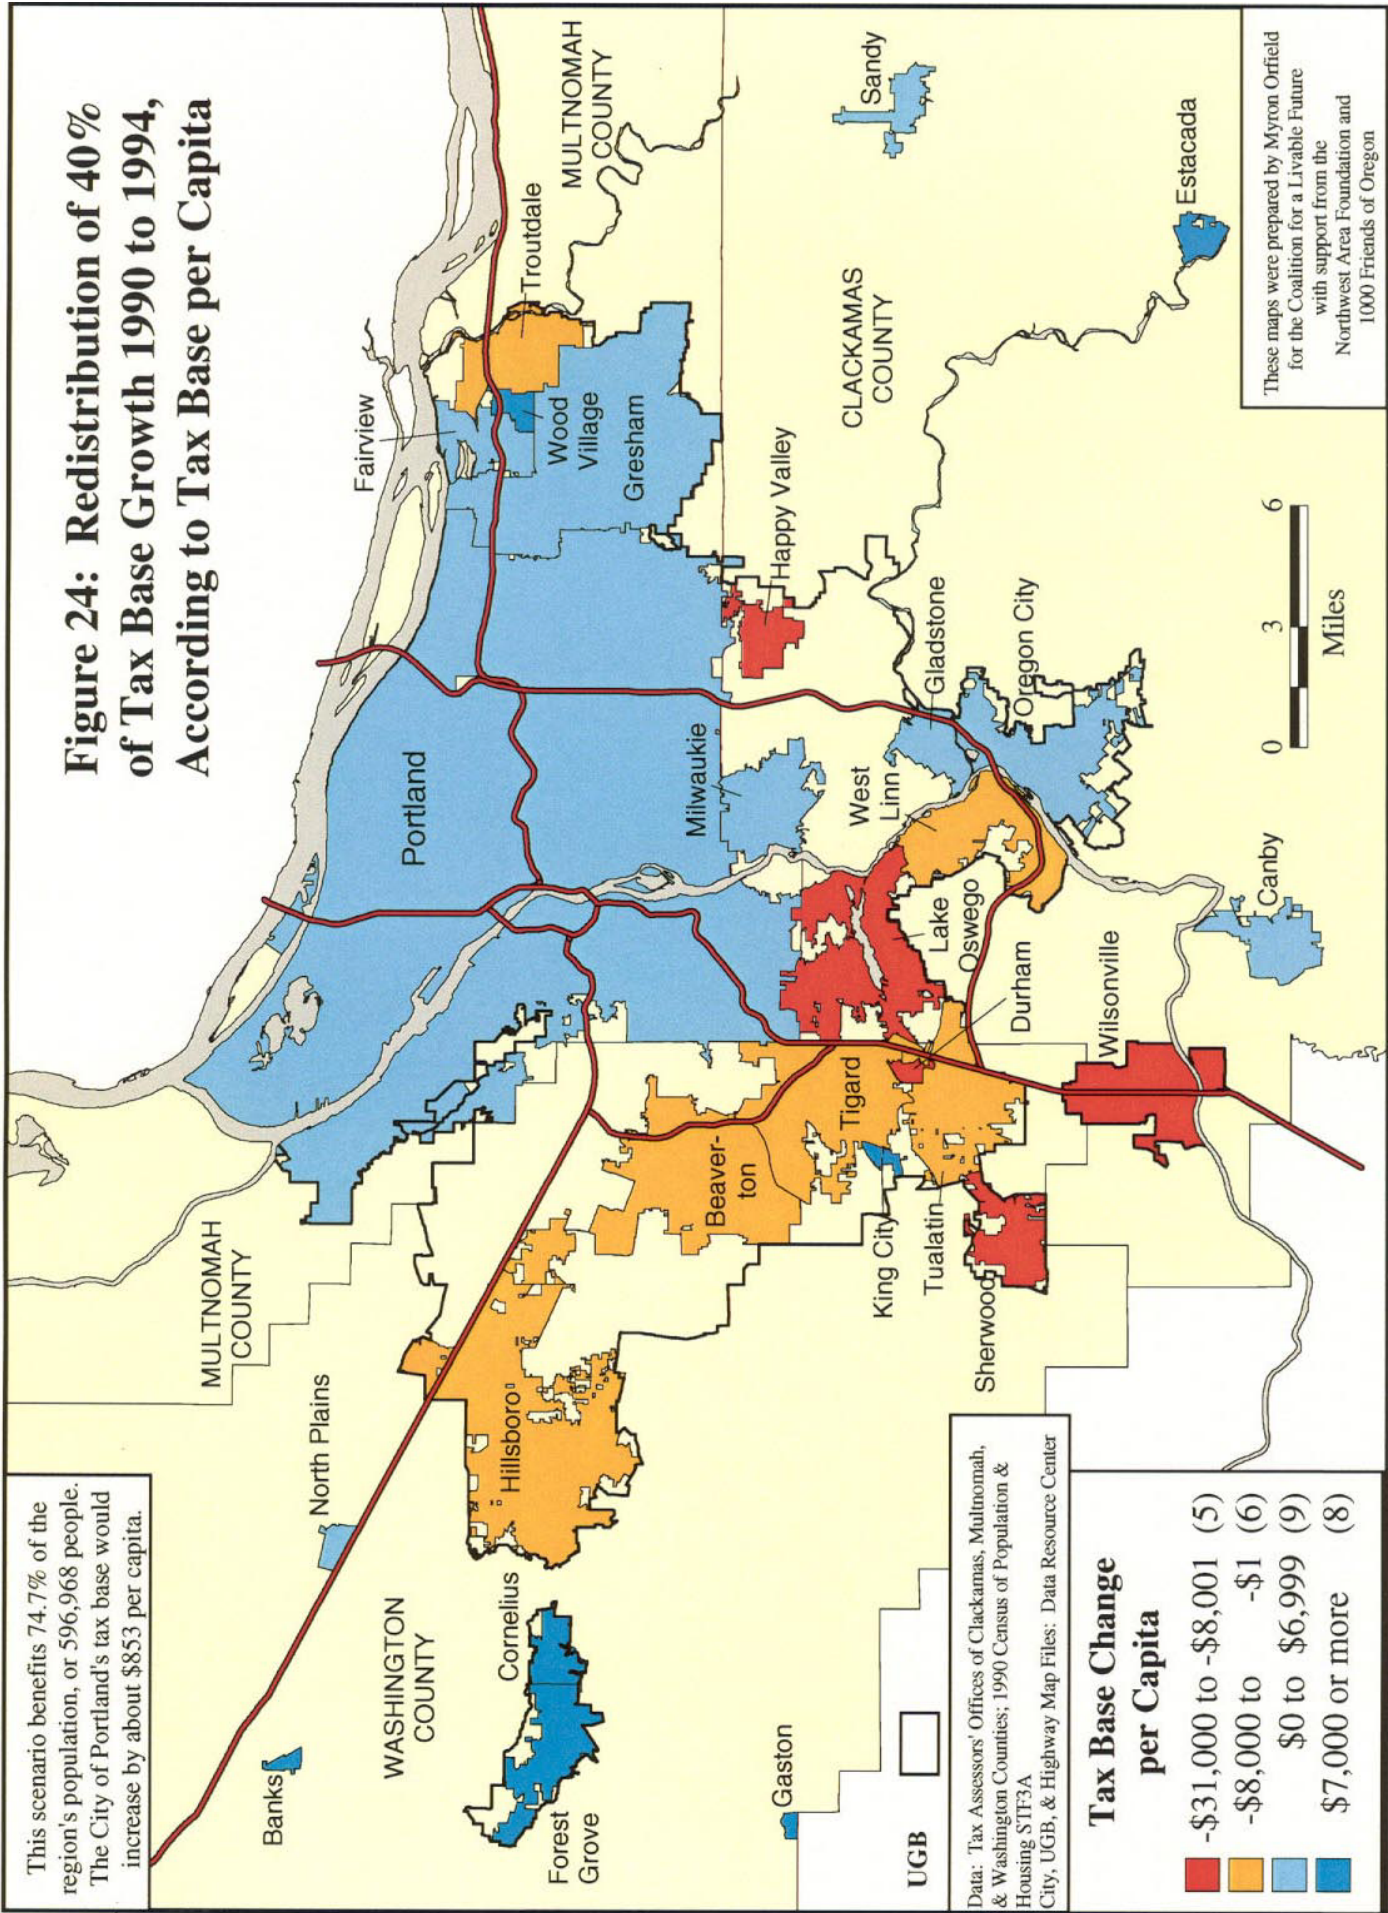 Figure 24: Redistribution of 40%
of Tax Base Growth 1990 to 1994,
According to Tax Base per Capita
This scenario benefits 74.7% of the
region's population, or 596,968 people.
The City of Portland's tax base would
increase by about $853 per capita.
MULTNOMAH
COUNTY
North Plains
Banks
WASHINGTON
COUNTY
Cornelius
Forest
Grove
Hillsboro
Gaston
Beaver-
ton
Tigard
King City
Tualatin
Sherwood
Durham
Wilsonville
Lake
Oswego
West
Linn
Portland
Milwaukie
Gladstone
Oregon City
Canby
Happy Valley
CLACKAMAS
COUNTY
Fairview
Wood
Village
Gresham
Troutdale
MULTNOMAH
COUNTY
Sandy
Estacada
UGB
Data: Tax Assessors' Offices of Clackamas, Multnomah,
& Washington Counties; 1990 Census of Population &
Housing STF3A
City, UGB, & Highway Map Files: Data Resource Center
Tax Base Change
per Capita
-$31,000 to -$8,001 (5)
-$8,000 to -$1 (6)
$0 to $6,999 (9)
$7,000 or more (8)
0 3 6
Miles
These maps were prepared by Myron Orfield
for the Coalition for a Livable Future
with support from the
Northwest Area Foundation and
1000 Friends of Oregon